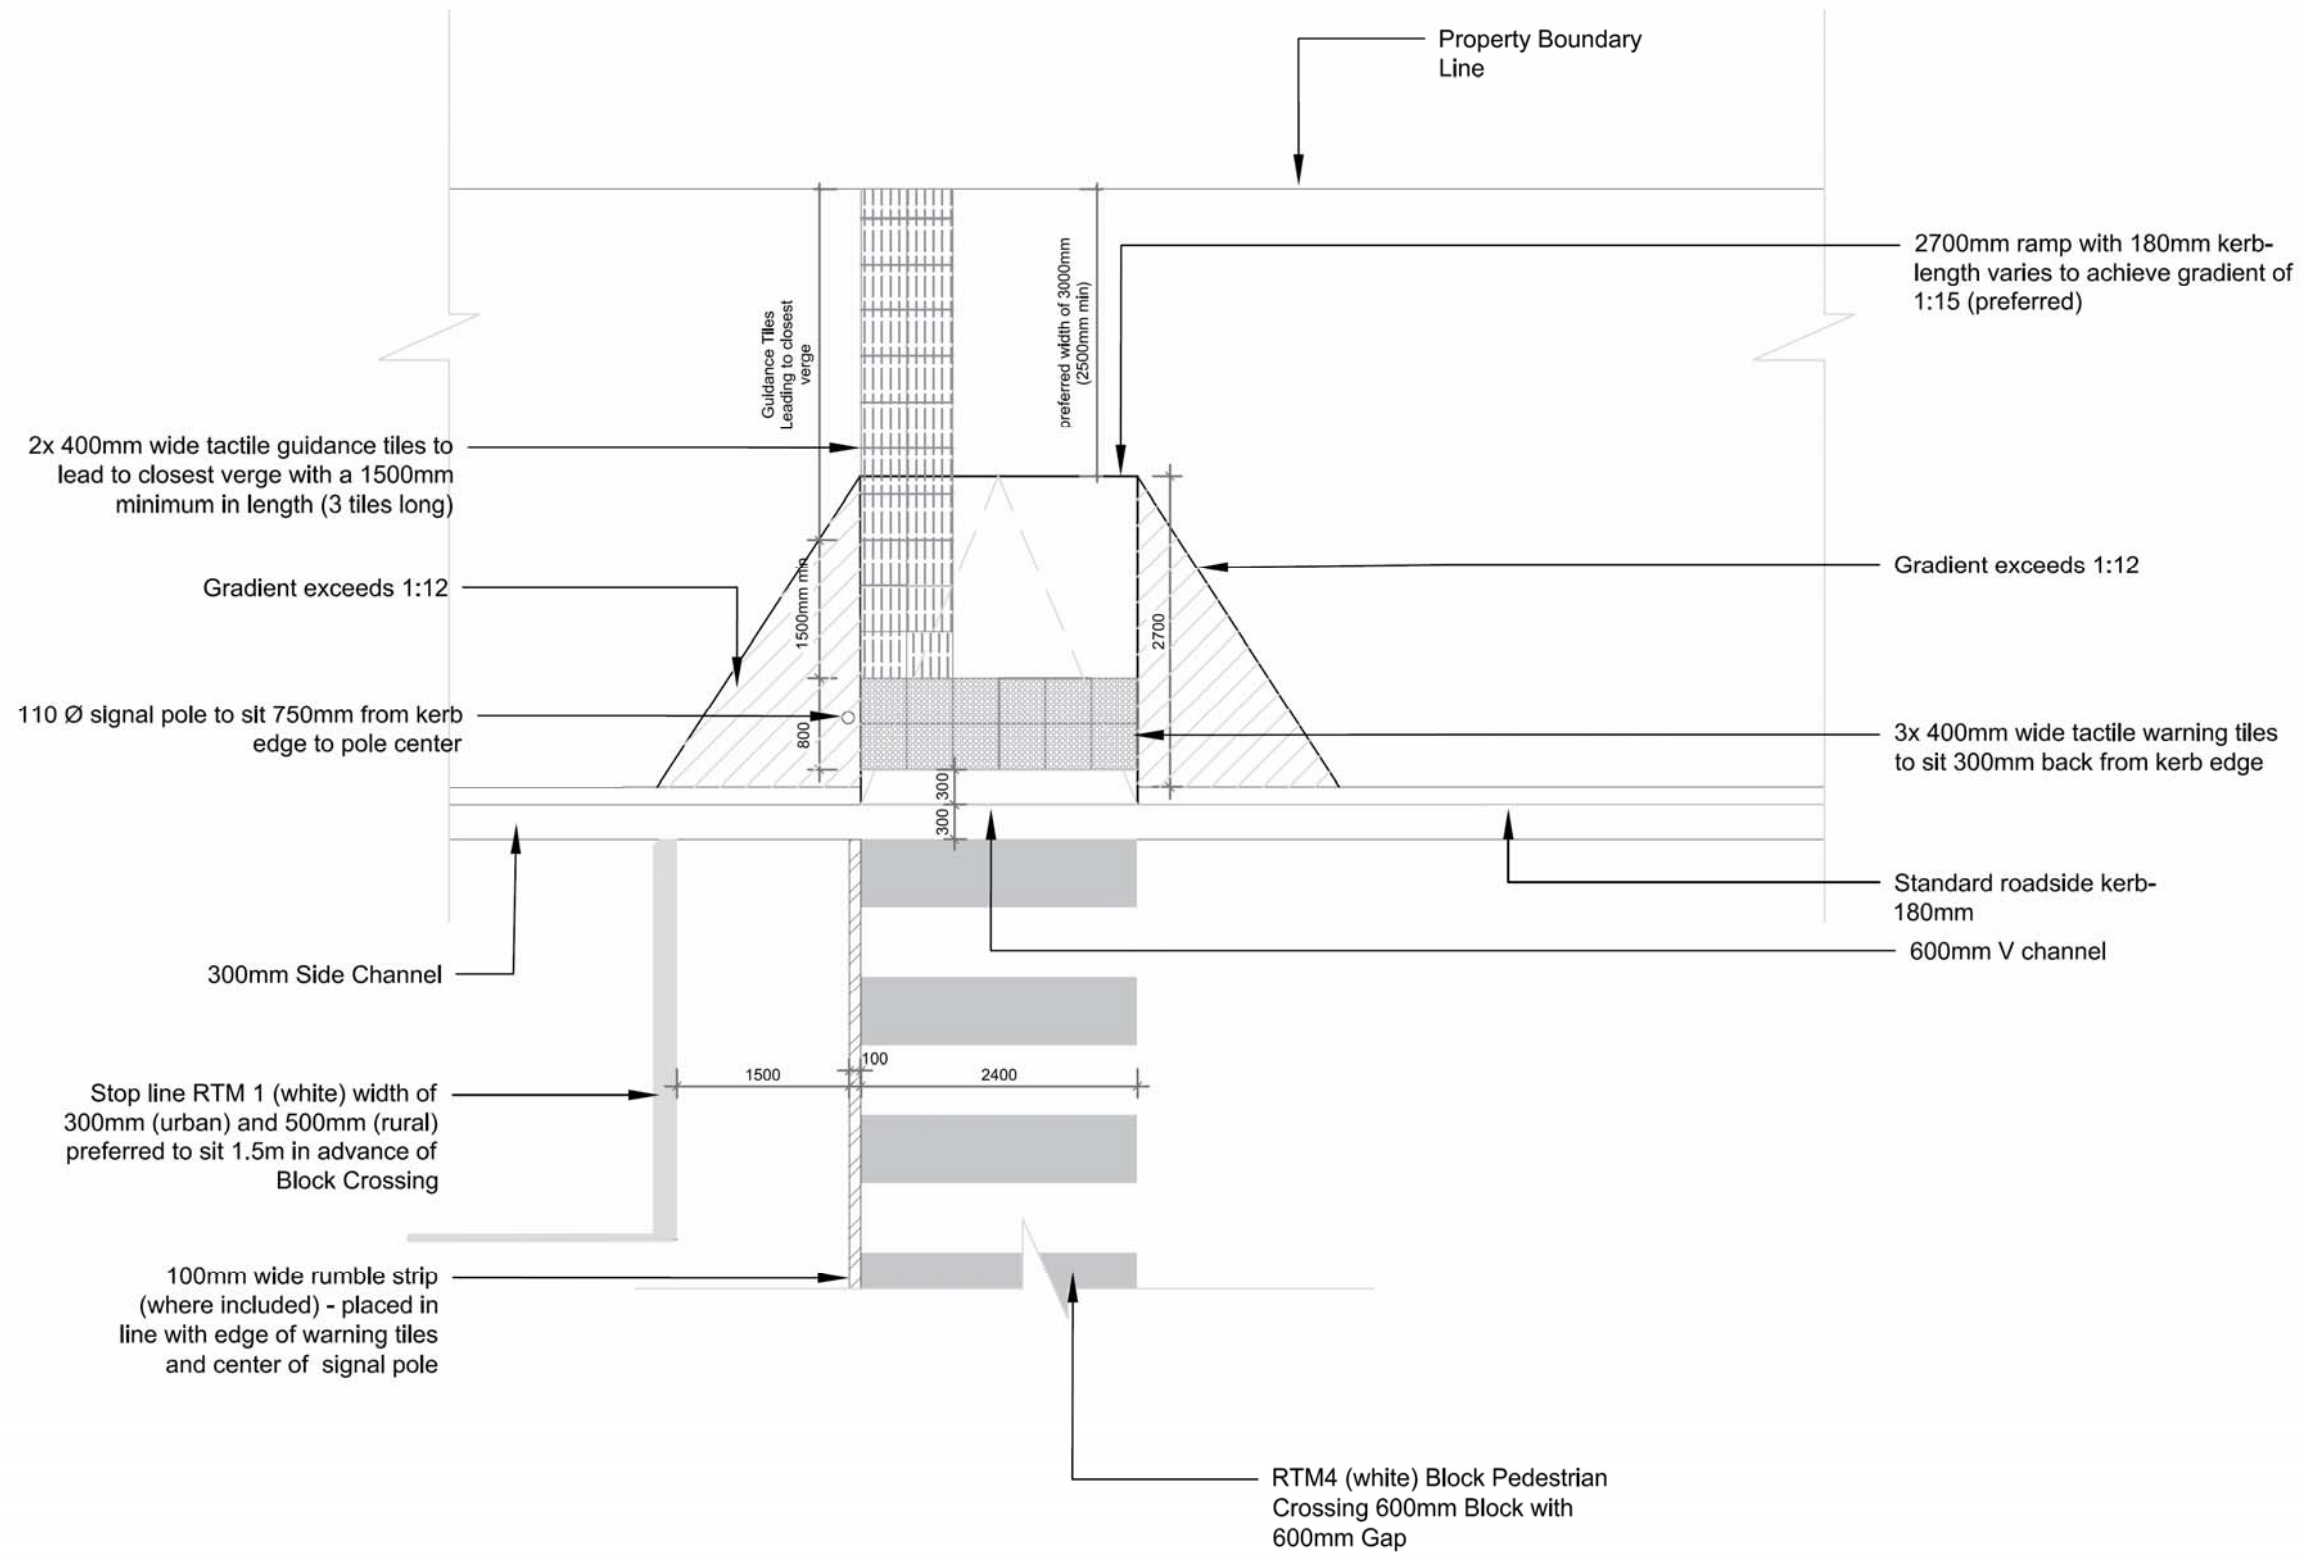 Property Boundary
Line
2700mm ramp with 180mm kerb-
length varies to achieve gradient of
1:15 (preferred)
Guidance Tiles
Leading to closest
verge
preferred width of 3000mm
(2500mm min)
2x 400mm wide tactile guidance tiles to
lead to closest verge with a 1500mm
minimum in length (3 tiles long)
Gradient exceeds 1:12
1500mm min
2700
Gradient exceeds 1:12
110 Ø signal pole to sit 750mm from kerb
edge to pole center
800
3x 400mm wide tactile warning tiles
to sit 300mm back from kerb edge
300
300
Standard roadside kerb-
180mm
600mm V channel
300mm Side Channel
100
1500
2400
Stop line RTM 1 (white) width of
300mm (urban) and 500mm (rural)
preferred to sit 1.5m in advance of
Block Crossing
100mm wide rumble strip
(where included) - placed in
line with edge of warning tiles
and center of signal pole
RTM4 (white) Block Pedestrian
Crossing 600mm Block with
600mm Gap